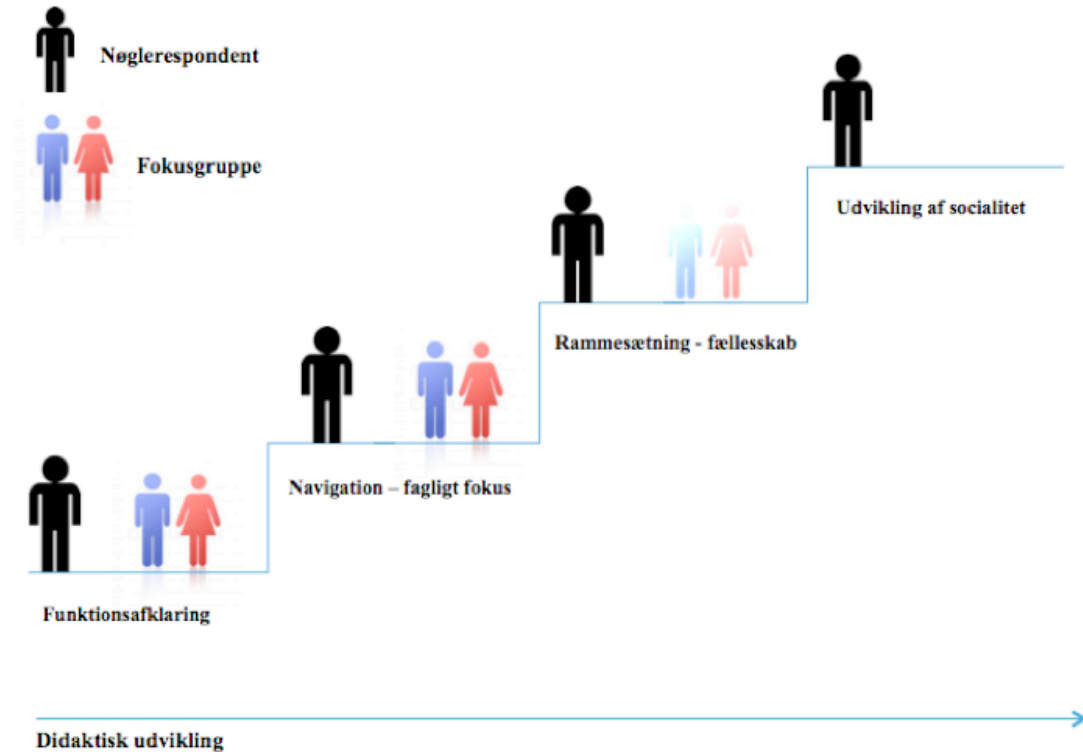 Nøglerespondent
Fokusgruppe
Udvikling af socialitet
Rammesætning - fællesskab
Navigation – fagligt fokus
Funktionsafklaring
Didaktisk udvikling